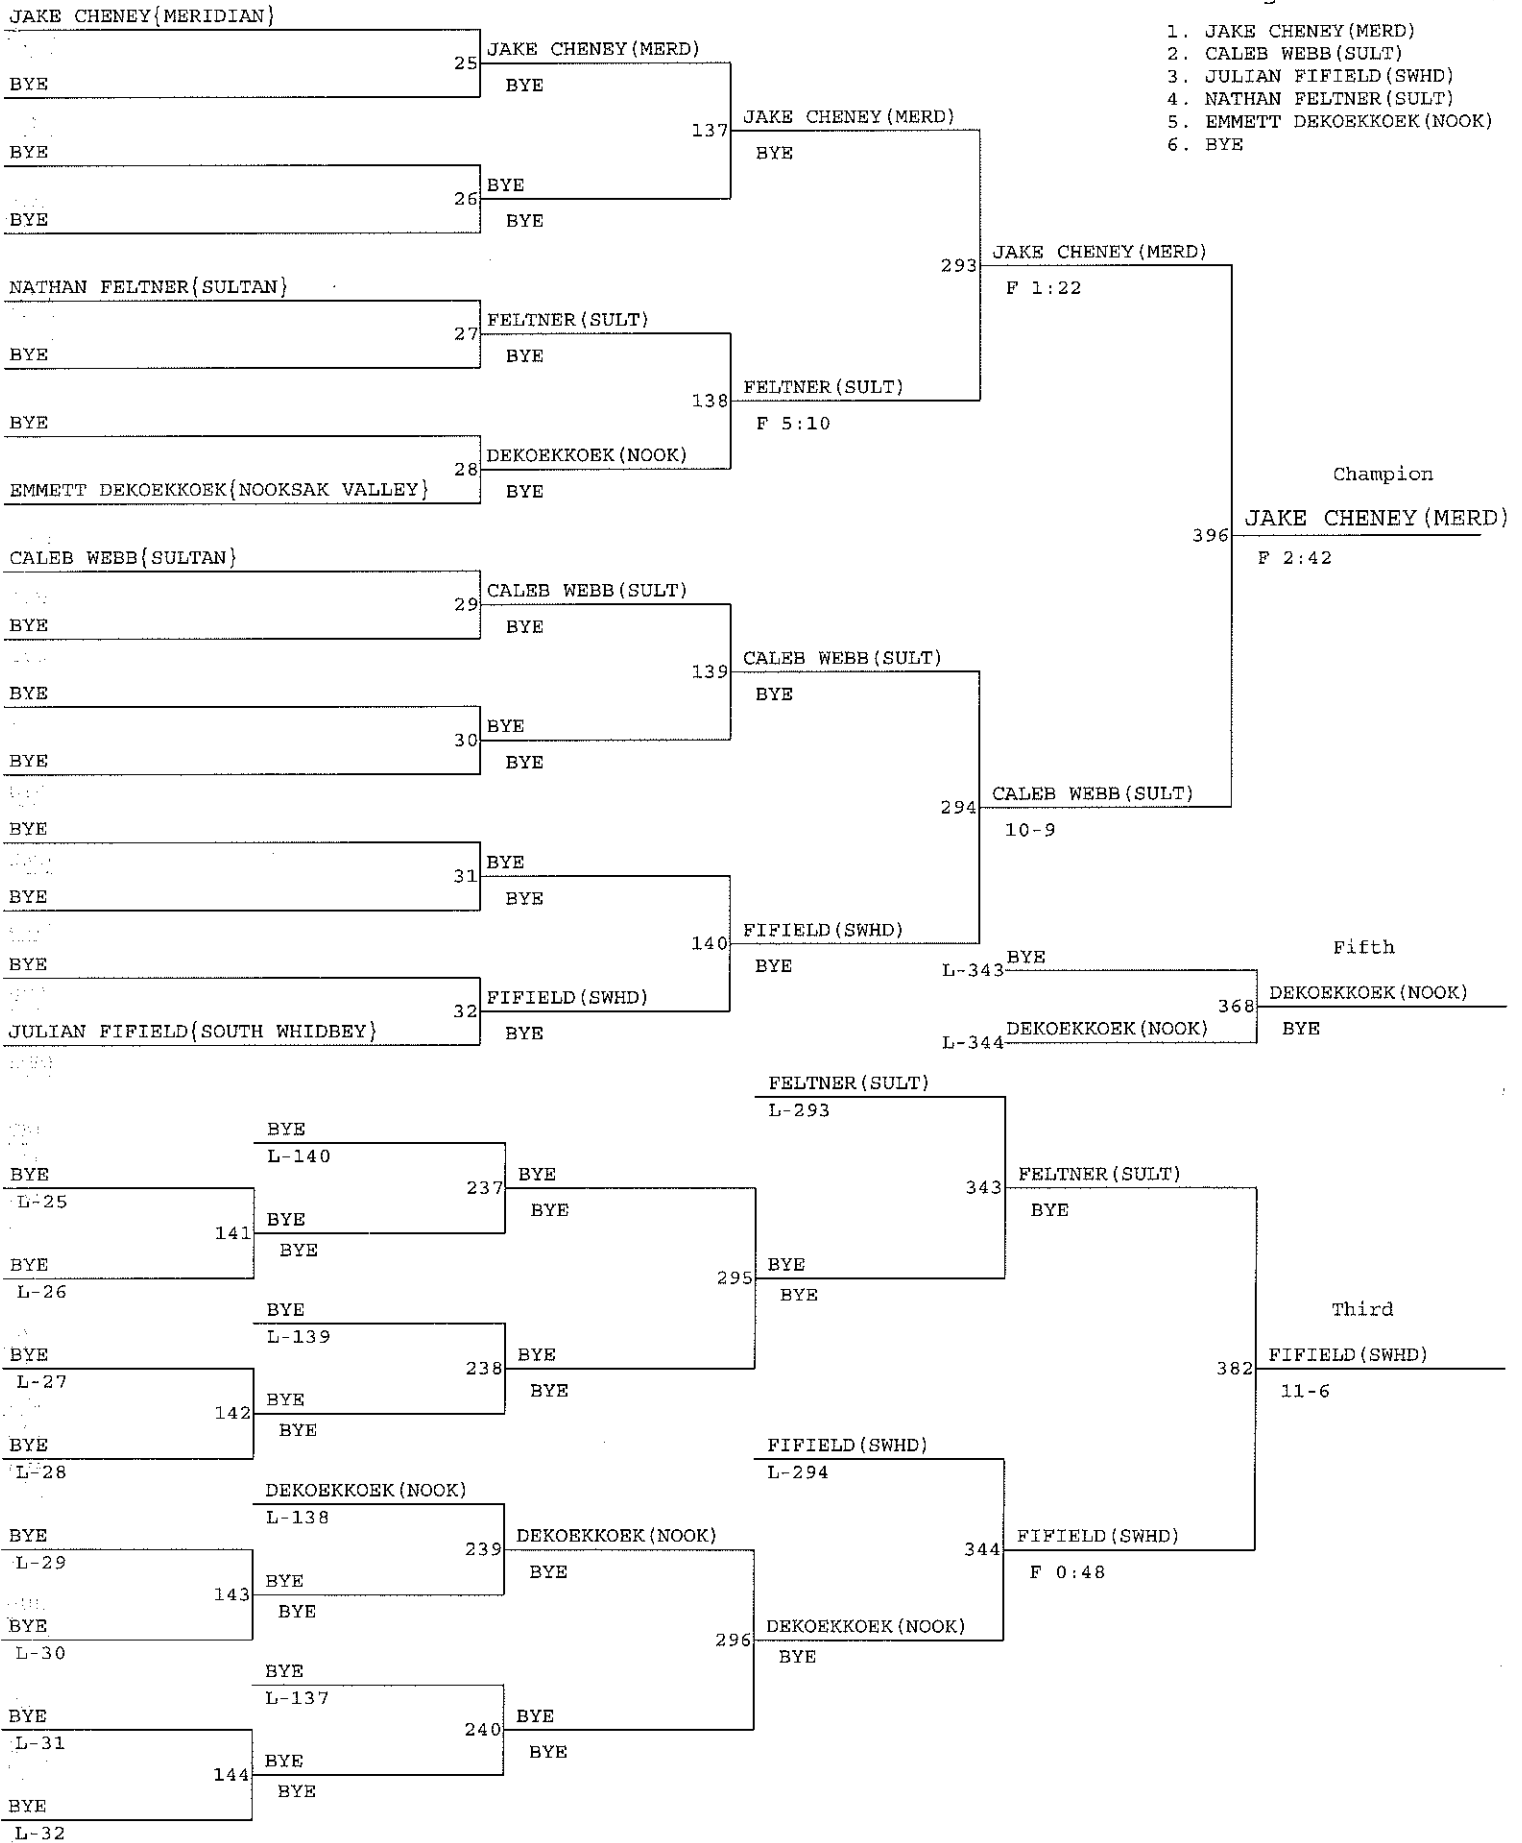 JAKE CHENEY{MERIDIAN}
25
JAKE CHENEY(MERD)
BYE
BYE
137
JAKE CHENEY(MERD)
BYE
BYE
26
BYE
BYE
BYE
293
JAKE CHENEY(MERD)
F 1:22
NATHAN FELTNER{SULTAN}
27
FELTNER(SULT)
BYE
BYE
138
FELTNER(SULT)
F 5:10
BYE
28
DEKOEKKOEK(NOOK)
BYE
EMMETT DEKOEKKOEK{NOOKSAK VALLEY}
1. JAKE CHENEY(MERD)
2. CALEB WEBB(SULT)
3. JULIAN FIFIELD(SWHD)
4. NATHAN FELTNER(SULT)
5. EMMETT DEKOEKKOEK(NOOK)
6. BYE
Champion
396
JAKE CHENEY(MERD)
F 2:42
CALEB WEBB{SULTAN}
29
CALEB WEBB(SULT)
BYE
BYE
139
CALEB WEBB(SULT)
BYE
BYE
30
BYE
BYE
BYE
294
CALEB WEBB(SULT)
10-9
BYE
31
BYE
BYE
BYE
140
FIFIELD(SWHD)
BYE
BYE
32
FIFIELD(SWHD)
BYE
JULIAN FIFIELD{SOUTH WHIDBEY}
Fifth
L-343
BYE
368
DEKOEKKOEK(NOOK)
BYE
L-344
DEKOEKKOEK(NOOK)
FELTNER(SULT)
L-293
BYE
L-140
BYE
L-25
237
BYE
BYE
343
FELTNER(SULT)
BYE
141
BYE
BYE
BYE
L-26
295
BYE
BYE
BYE
L-139
BYE
L-27
238
BYE
BYE
142
BYE
BYE
BYE
L-28
Third
382
FIFIELD(SWHD)
11-6
FIFIELD(SWHD)
L-294
DEKOEKKOEK(NOOK)
L-138
BYE
L-29
239
DEKOEKKOEK(NOOK)
BYE
344
FIFIELD(SWHD)
F 0:48
143
BYE
BYE
BYE
L-30
296
DEKOEKKOEK(NOOK)
BYE
BYE
L-137
BYE
L-31
240
BYE
BYE
144
BYE
BYE
BYE
L-32